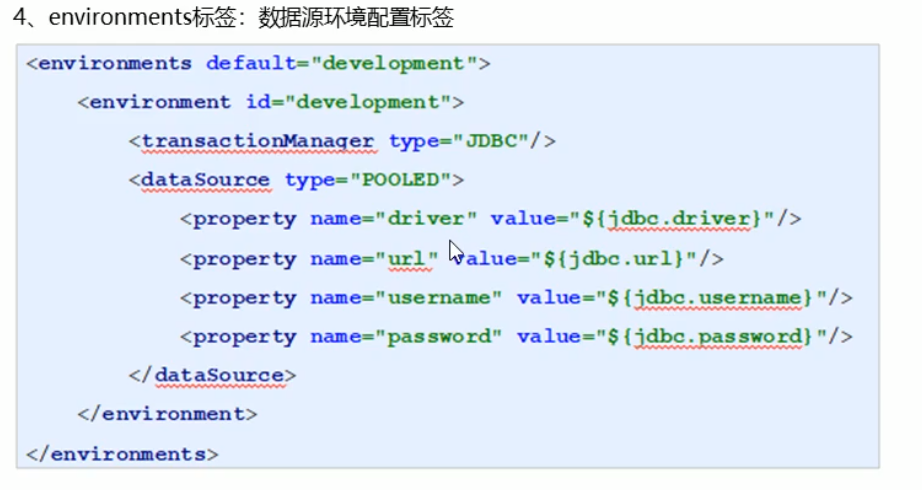 4、environments标签：数据源环境配置标签
<environments default="development">
<environment id="development">
<transactionManager type="JDBC"/>
<dataSource type="POOLED">
<property name="driver" value="${jdbc.driver}"/>
<property name="url" value="${jdbc.url}"/>
<property name="username" value="${jdbc.username}"/>
<property name="password" value="${jdbc.password}"/>
</dataSource>
</environment>
</environments>